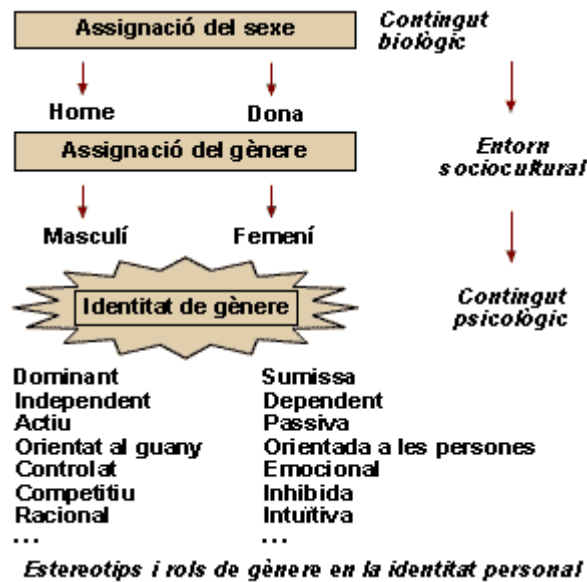 Assignació del sexe
Contingut
biològic
Home Dona
Assignació del gènere
Entorn
sociocultural
Masculí Femení
Identitat de gènere
Contingut
psicològic
Dominant Sumissa
Independent Dependent
Actiu Passiva
Orientat al guany Orientada a les persones
Controlat Emocional
Competitiu Inhibida
Racional Intuïtiva
... ...
Estereotips i rols de gènere en la identitat personal